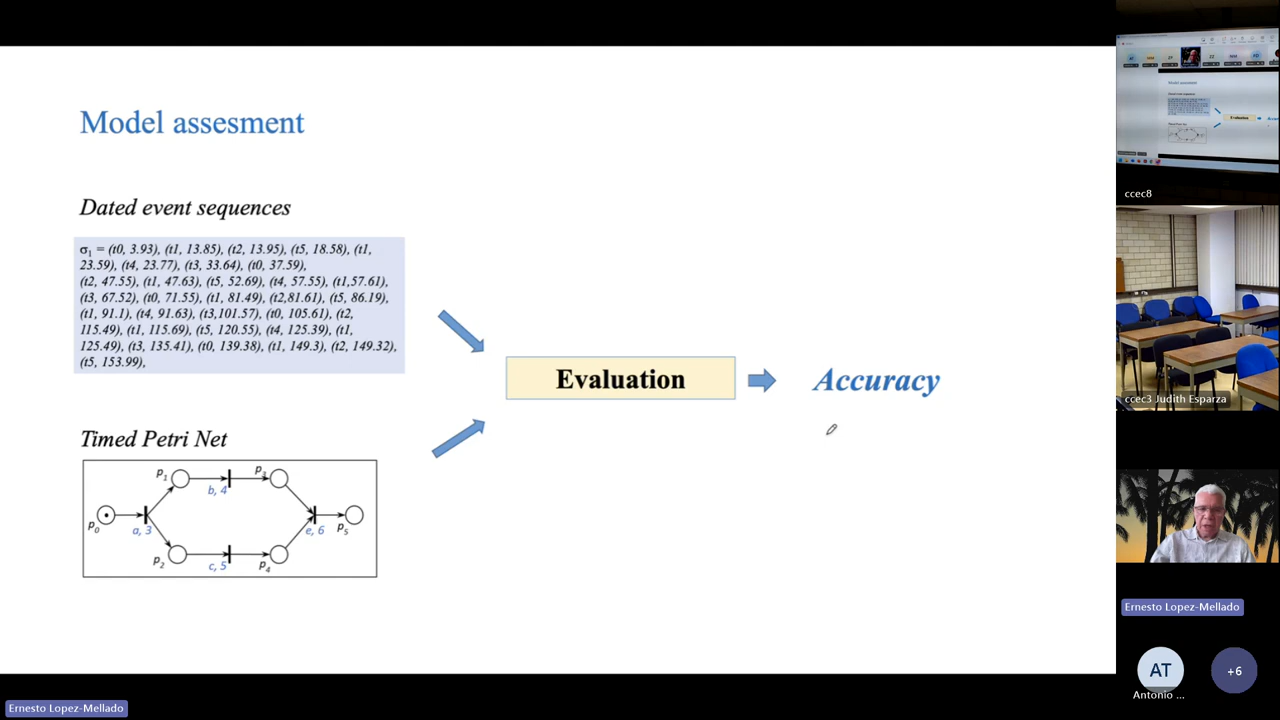 Model assesment
Dated event sequences
σ1 = (t0, 3.93), (t1, 13.85), (t2, 13.95), (t5, 18.58), (t1,
23.59), (t4, 23.77), (t3, 33.64), (t0, 37.59),
(t2, 47.55), (t1, 47.63), (t5, 52.69), (t4, 57.55), (t1,57.61),
(t3, 67.52), (t0, 71.55), (t1, 81.49), (t2,81.61), (t5, 86.19),
(t1, 91.1), (t4, 91.63), (t3,101.57), (t0, 105.61), (t2,
115.49), (t1, 115.69), (t5, 120.55), (t4, 125.39), (t1,
125.49), (t3, 135.41), (t0, 139.38), (t1, 149.3), (t2, 149.32),
(t5, 153.99),
Evaluation
Accuracy
Timed Petri Net
p1
b, 4
p0
a, 3
e, 6
p5
p2
c, 5
p4
Ernesto Lopez-Mellado
Model assesment
Evaluation
ccec8
ccec3 Judith Esparza
Ernesto Lopez-Mellado
AT
Antonio ...
+6